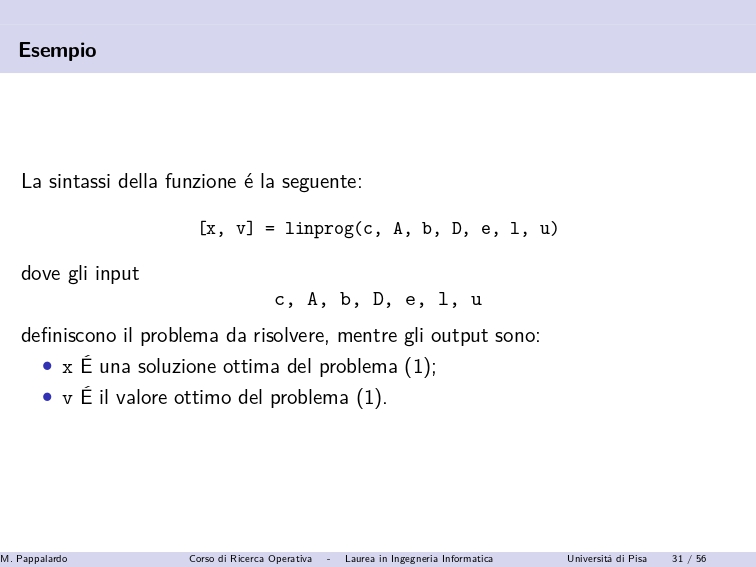 Esempio
La sintassi della funzione é la seguente:
[x, v] = linprog(c, A, b, D, e, l, u)
dove gli input
c, A, b, D, e, l, u
definiscono il problema da risolvere, mentre gli output sono:
• x É una soluzione ottima del problema (1);
• v É il valore ottimo del problema (1).
M. Pappalardo Corso di Ricerca Operativa - Laurea in Ingegneria Informatica Universitá di Pisa 31 / 56